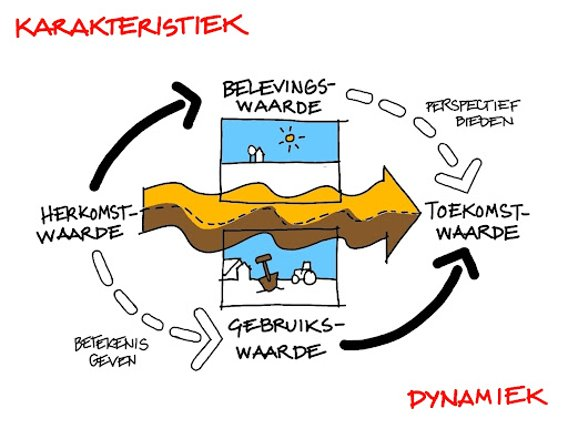 KARAKTERISTIEK
BELEVINGS-
WAARDE
PERSPECTIEF
BIEDEN
HERKOMST-
WAARDE
TOEKOMST-
WAARDE
BETEKENIS
GEVEN
GEBRUIKS-
WAARDE
DYNAMIEK